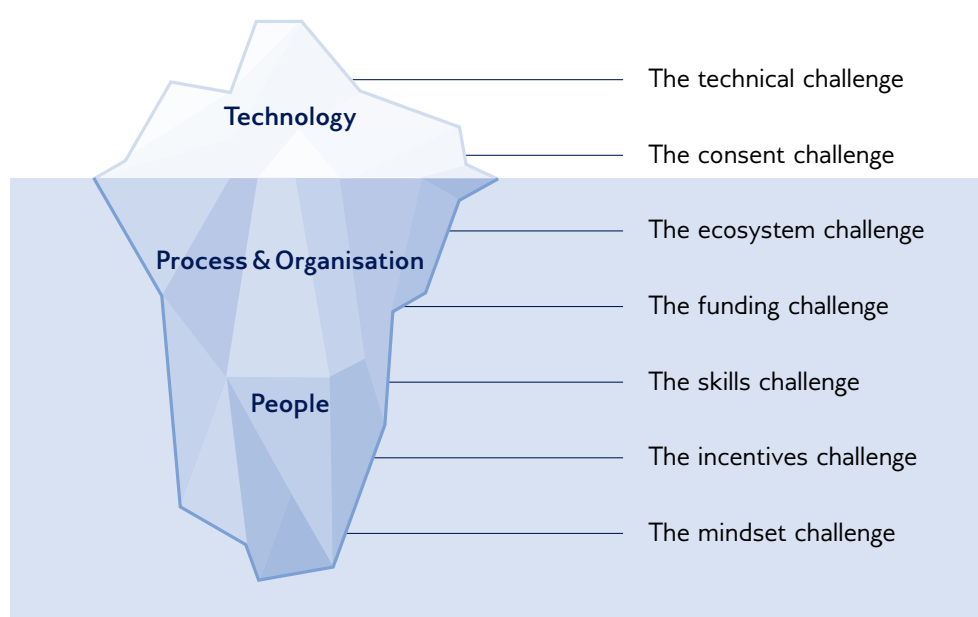 The technical challenge
Technology
The consent challenge
The ecosystem challenge
Process & Organisation
The funding challenge
The skills challenge
People
The incentives challenge
The mindset challenge